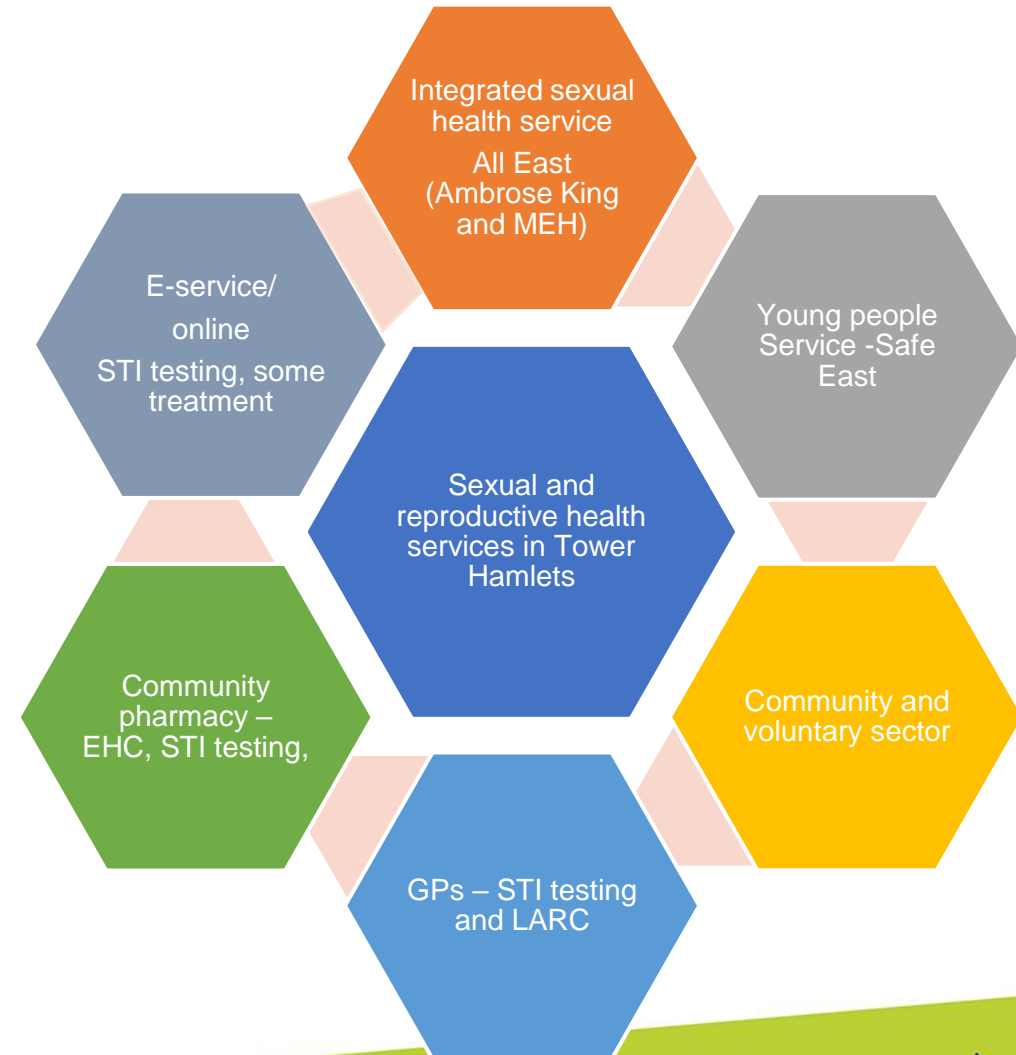 Integrated sexual
health service
All East
(Ambrose King
and MEH)
E-service/
online
STI testing, some
treatment
Young people
Service -Safe
East
Sexual and
reproductive health
services in Tower
Hamlets
Community
pharmacy –
EHC, STI testing,
Community and
voluntary sector
GPs – STI testing
and LARC